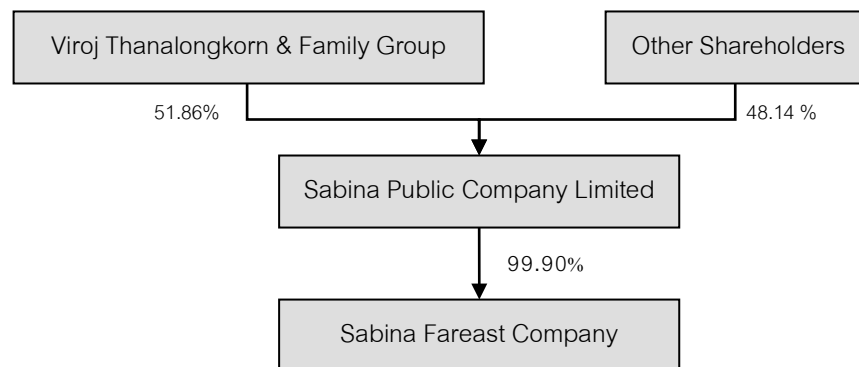 Viroj Thanalongkorn & Family Group
Other Shareholders
51.86%
48.14 %
Sabina Public Company Limited
99.90%
Sabina Fareast Company